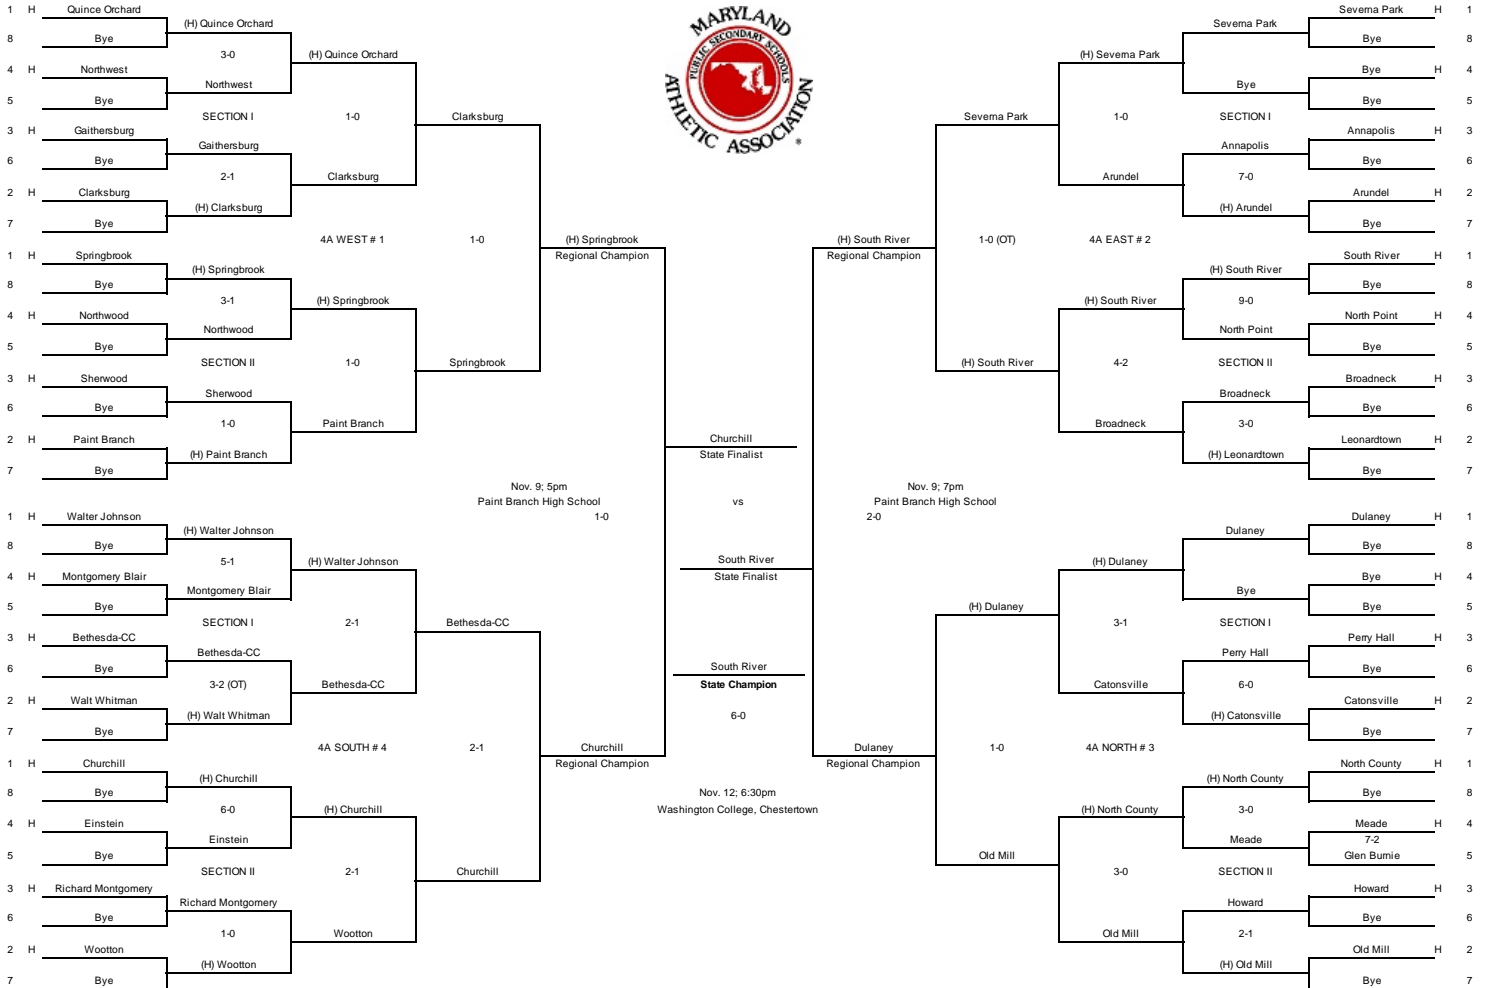 MARYLAND
PUBLIC SECONDARY SCHOOLS
ATHLETIC ASSOCIATION
®
1 H Quince Orchard
(H) Quince Orchard
8 Bye
3-0
(H) Quince Orchard
4 H Northwest
Northwest
5 Bye
SECTION I
1-0
Clarksburg
3 H Gaithersburg
Gaithersburg
6 Bye
2-1
Clarksburg
2 H Clarksburg
(H) Clarksburg
7 Bye
4A WEST # 1
1-0
(H) Springbrook
Regional Champion
1 H Springbrook
(H) Springbrook
8 Bye
3-1
(H) Springbrook
4 H Northwood
Northwood
5 Bye
SECTION II
1-0
Springbrook
3 H Sherwood
Sherwood
6 Bye
1-0
Paint Branch
2 H Paint Branch
(H) Paint Branch
7 Bye
Nov. 9; 5pm
Paint Branch High School
1-0
1 H Walter Johnson
(H) Walter Johnson
8 Bye
5-1
(H) Walter Johnson
4 H Montgomery Blair
Montgomery Blair
5 Bye
SECTION I
2-1
Bethesda-CC
3 H Bethesda-CC
Bethesda-CC
6 Bye
3-2 (OT)
Bethesda-CC
2 H Walt Whitman
(H) Walt Whitman
7 Bye
4A SOUTH # 4
2-1
Churchill
Regional Champion
1 H Churchill
(H) Churchill
8 Bye
6-0
(H) Churchill
4 H Einstein
Einstein
5 Bye
SECTION II
2-1
Churchill
3 H Richard Montgomery
Richard Montgomery
6 Bye
1-0
Wootton
2 H Wootton
(H) Wootton
7 Bye
Churchill
State Finalist
vs
South River
State Finalist
South River
State Champion
6-0
Nov. 12; 6:30pm
Washington College, Chestertown
Severna Park H 1
Severna Park
Bye 8
(H) Severna Park
Bye H 4
Bye
Bye 5
Severna Park
1-0
SECTION I
Annapolis H 3
Annapolis
Bye 6
Arundel
7-0
Arundel H 2
(H) Arundel
Bye 7
(H) South River
Regional Champion
1-0 (OT)
4A EAST # 2
South River H 1
(H) South River
Bye 8
(H) South River
9-0
North Point H 4
North Point
Bye 5
(H) South River
4-2
SECTION II
Broadneck H 3
Broadneck
Bye 6
Broadneck
3-0
Leonardtown H 2
(H) Leonardtown
Bye 7
Nov. 9; 7pm
Paint Branch High School
2-0
Dulaney H 1
Dulaney
Bye 8
(H) Dulaney
Bye H 4
Bye
Bye 5
(H) Dulaney
3-1
SECTION I
Perry Hall H 3
Perry Hall
Bye 6
Catonsville
6-0
Catonsville H 2
(H) Catonsville
Bye 7
Dulaney
Regional Champion
1-0
4A NORTH # 3
North County H 1
(H) North County
Bye 8
(H) North County
3-0
Meade H 4
Meade
7-2
Glen Burnie 5
Old Mill
3-0
SECTION II
Howard H 3
Howard
Bye 6
Old Mill
2-1
Old Mill H 2
(H) Old Mill
Bye 7